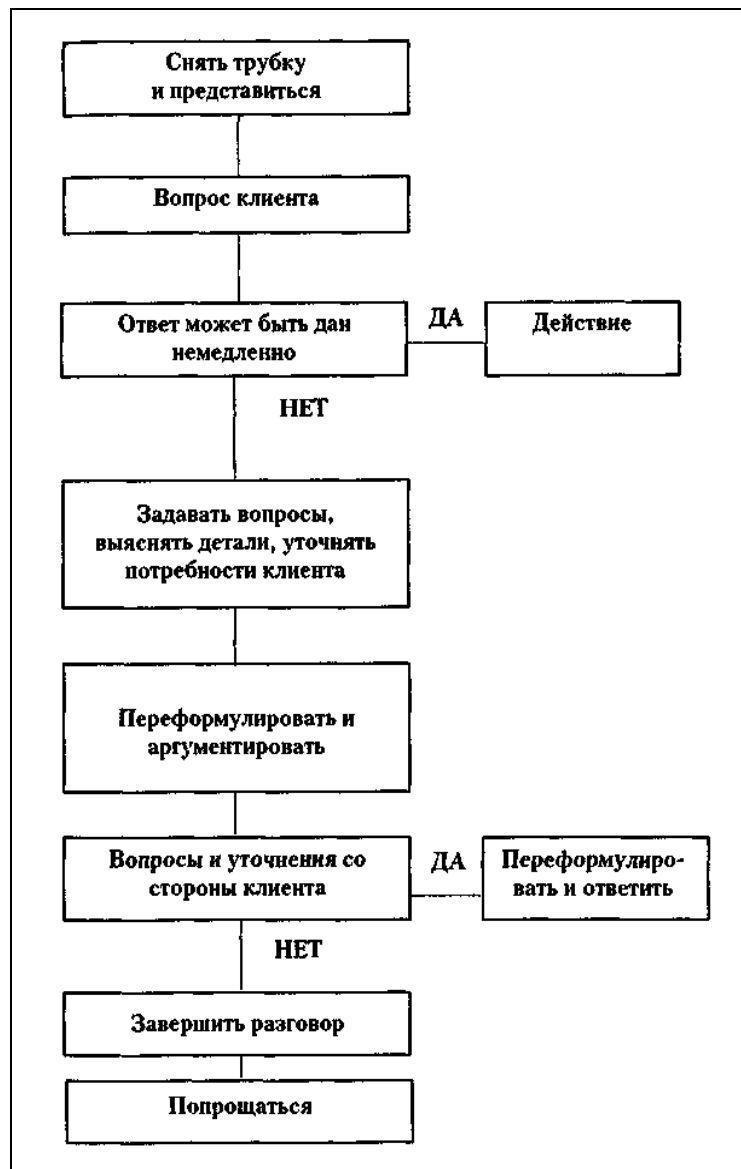 Снять трубку
и представиться
Вопрос клиента
Ответ может быть дан
немедленно
ДА
Действие
НЕТ
Задавать вопросы,
выяснять детали, уточнять
потребности клиента
Переформулировать и
аргументировать
Вопросы и уточнения со
стороны клиента
ДА
Переформулиро-
вать и ответить
НЕТ
Завершить разговор
Попрощаться